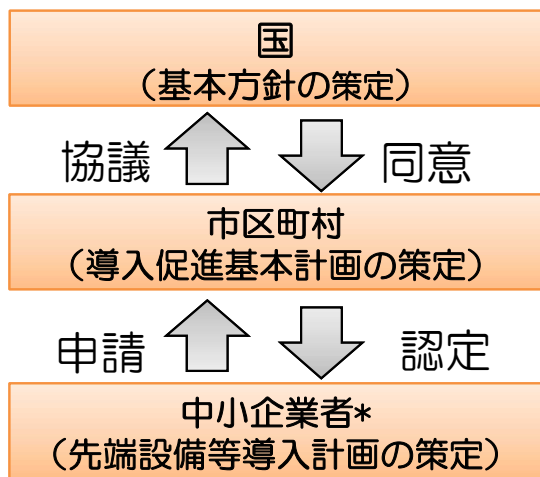 国
（基本方針の策定）
協議
同意
市区町村
（導入促進基本計画の策定）
申請
認定
中小企業者*
（先端設備等導入計画の策定）